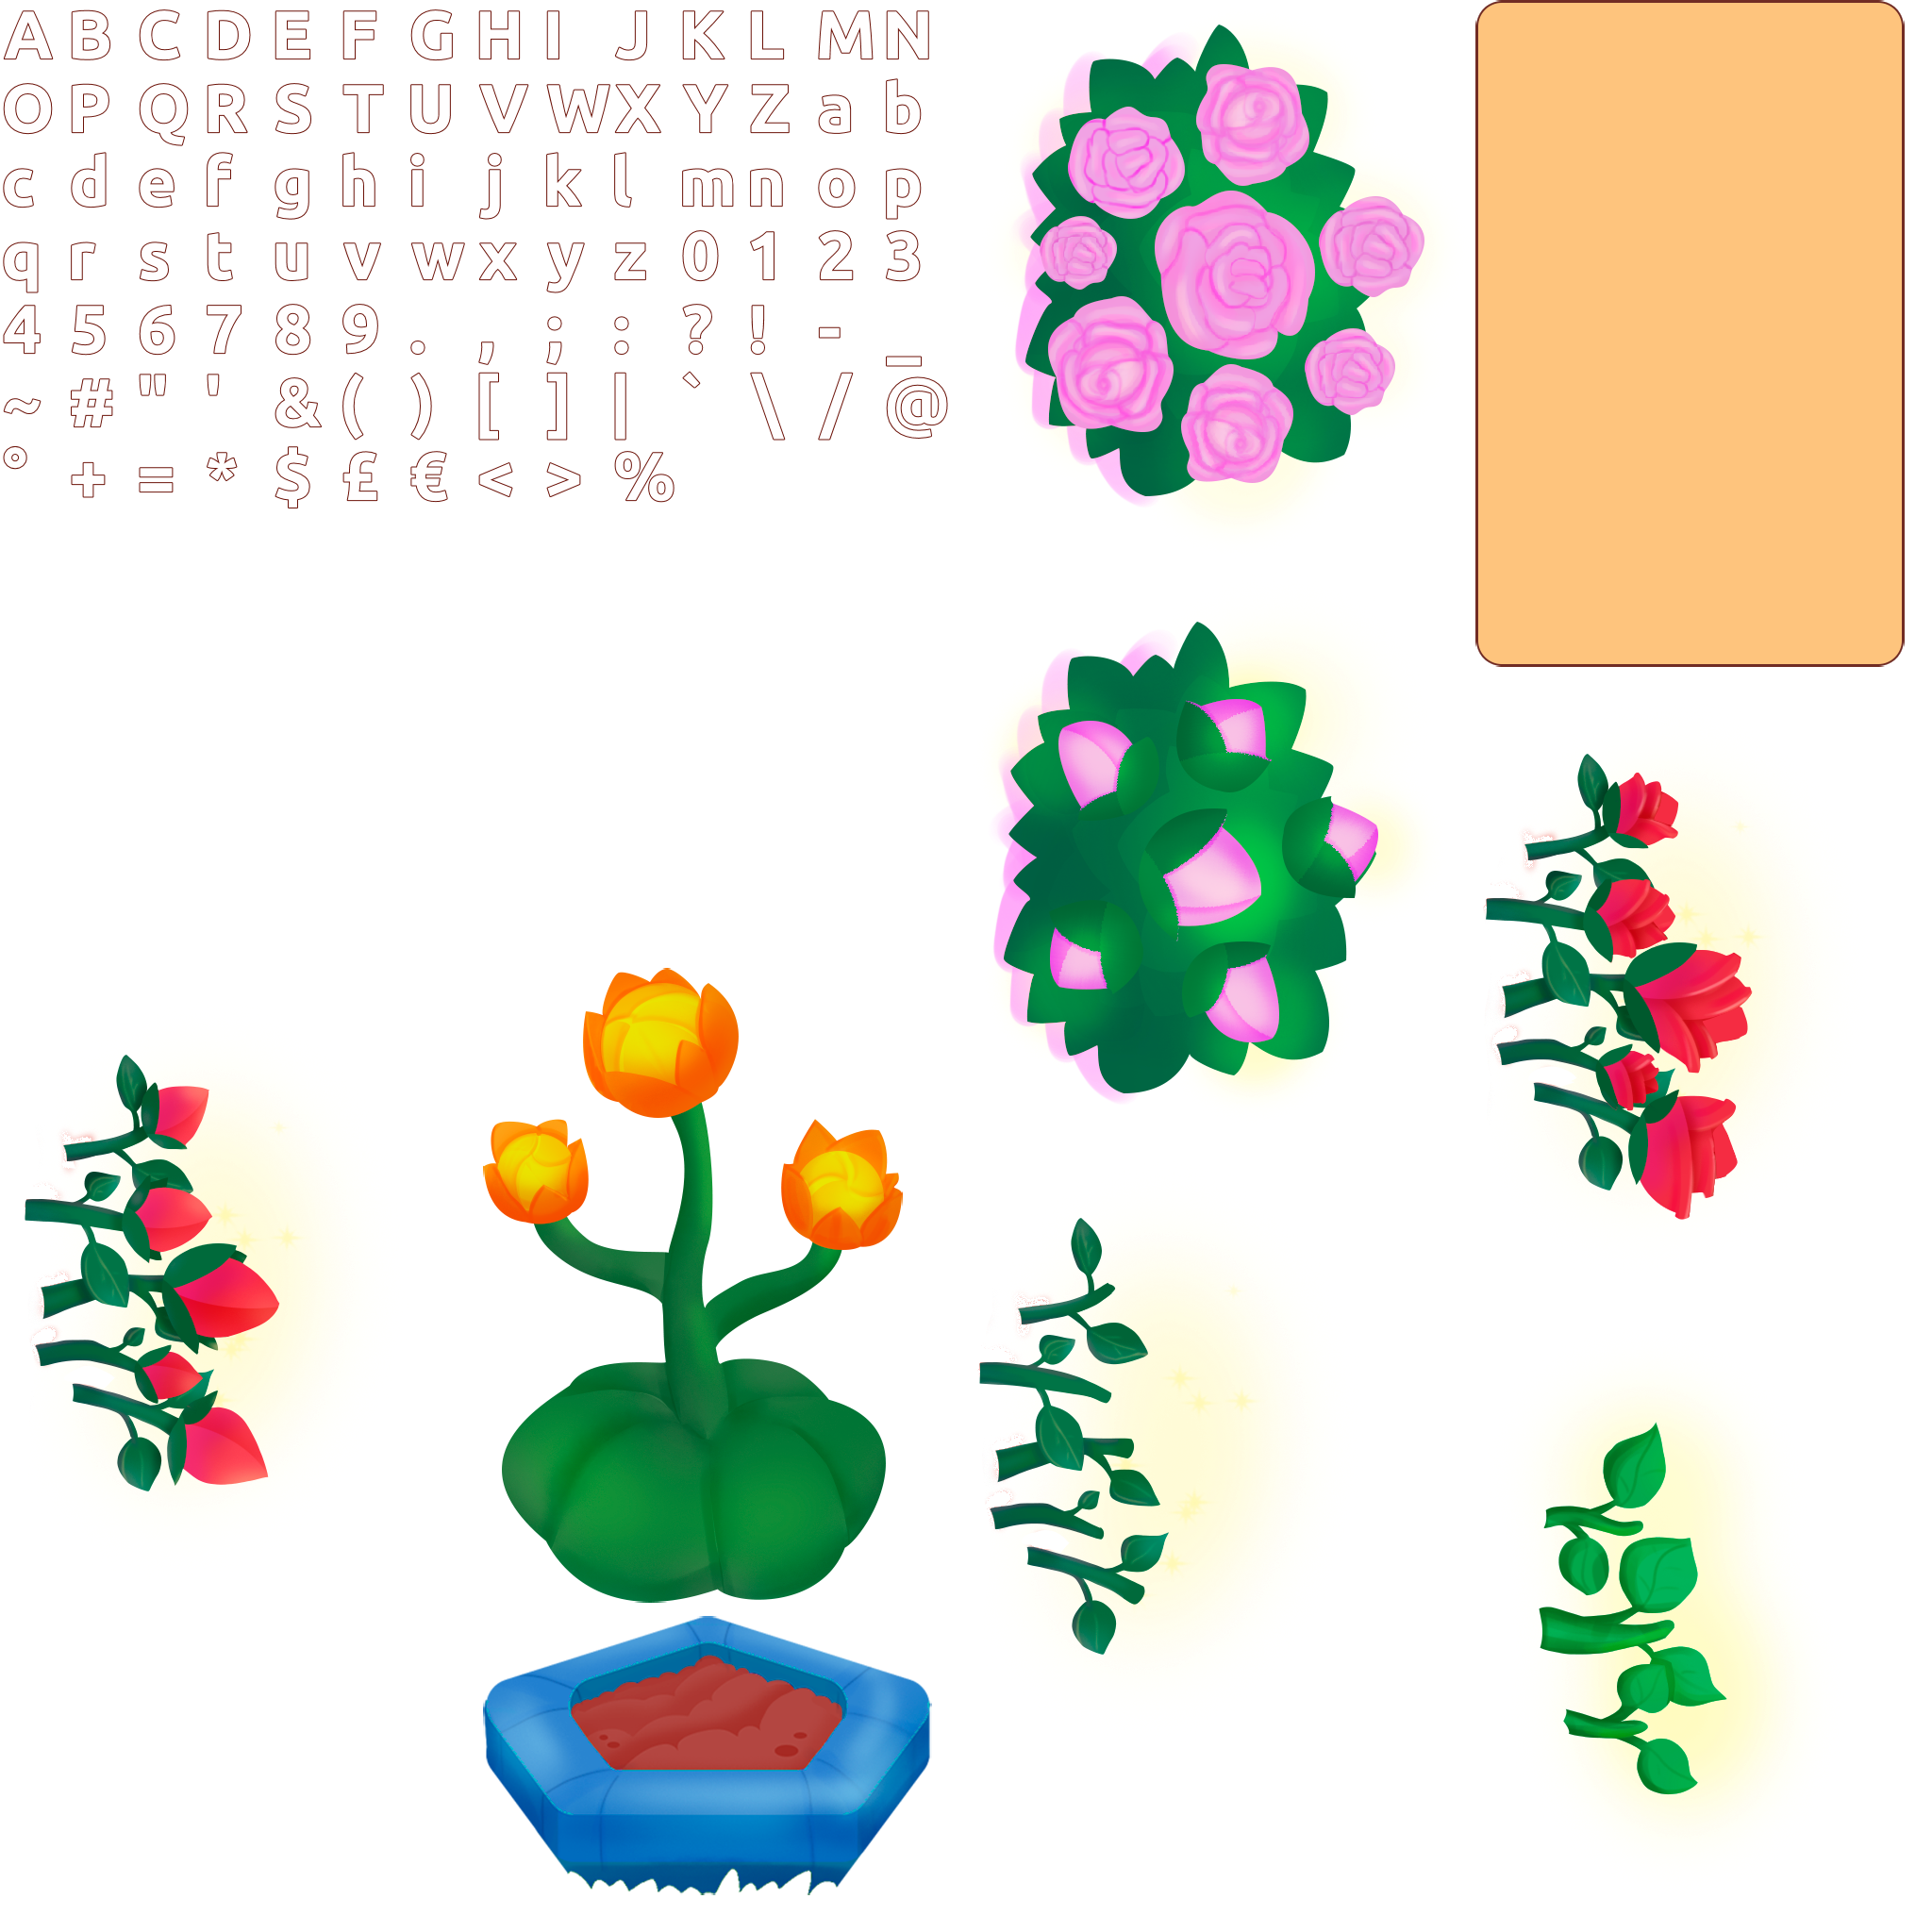 A B C D E F G H I J K L M N
O P Q R S T U V W X Y Z a b
c d e f g h i j k l m n o p
q r s t u v w x y z 0 1 2 3
4 5 6 7 8 9 . , ; : ? ! - _
~ # " ' & ( ) [ ] | ` \ / @
° + = * $ £ € < > %